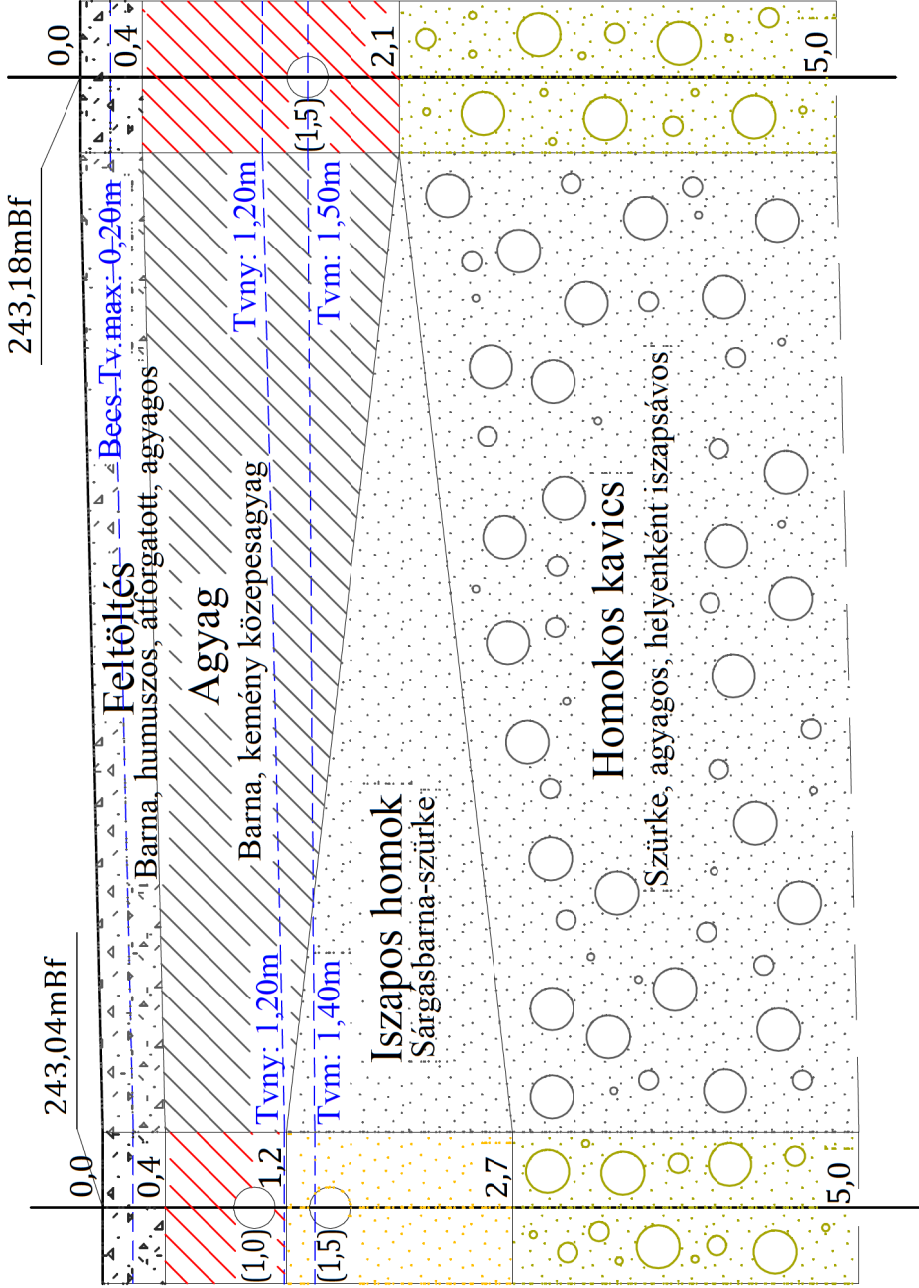 243,04mBf
243,18mBf
0,0
0,0
0,4
0,4
Becs.Tv.max: 0,20m
Feltöltés
Barna, humuszos, átforgatott, agyagos
Agyag
Barna, kemény közepesagyag
Tvny: 1,20m
Tvny: 1,20m
(1,0)
1,2
(1,5)
(1,5)
Tvm: 1,40m
Tvm: 1,50m
2,1
Iszapos homok
Sárgásbarna-szürke
2,7
Homokos kavics
Szürke, agyagos, helyenként iszapsávos
5,0
5,0